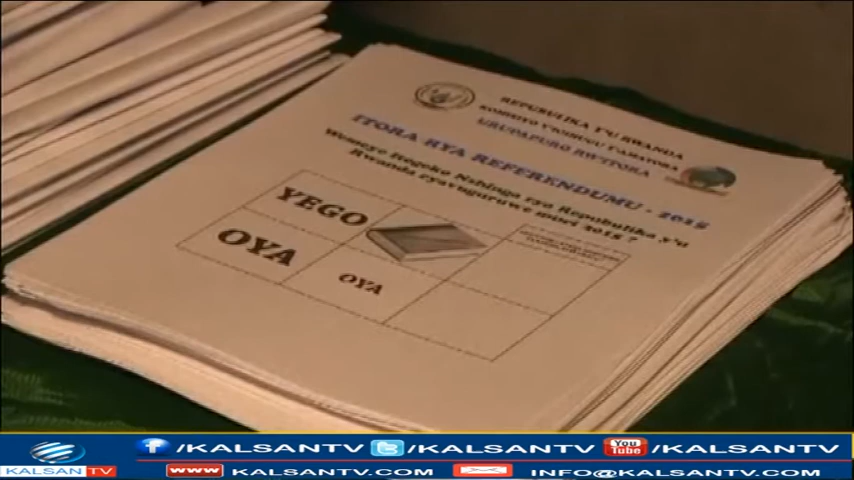 REPUBULIKA Y'U RWANDA
KOMISIYO Y'IGIHUGU Y'AMATORA
URUPAPURO RW'ITORA
ITORA RYA REFERENDUMU - 2015
Wemeye Itegeko Nshinga rya Repubulika y'u
Rwanda ryavuguruwe muri 2015 ?
YEGO
OYA
OYA
/KALSANTV
/KALSANTV
You Tube
/KALSANTV
KALSAN TV
www
KALSANTV.COM
INFO@KALSANTV.COM